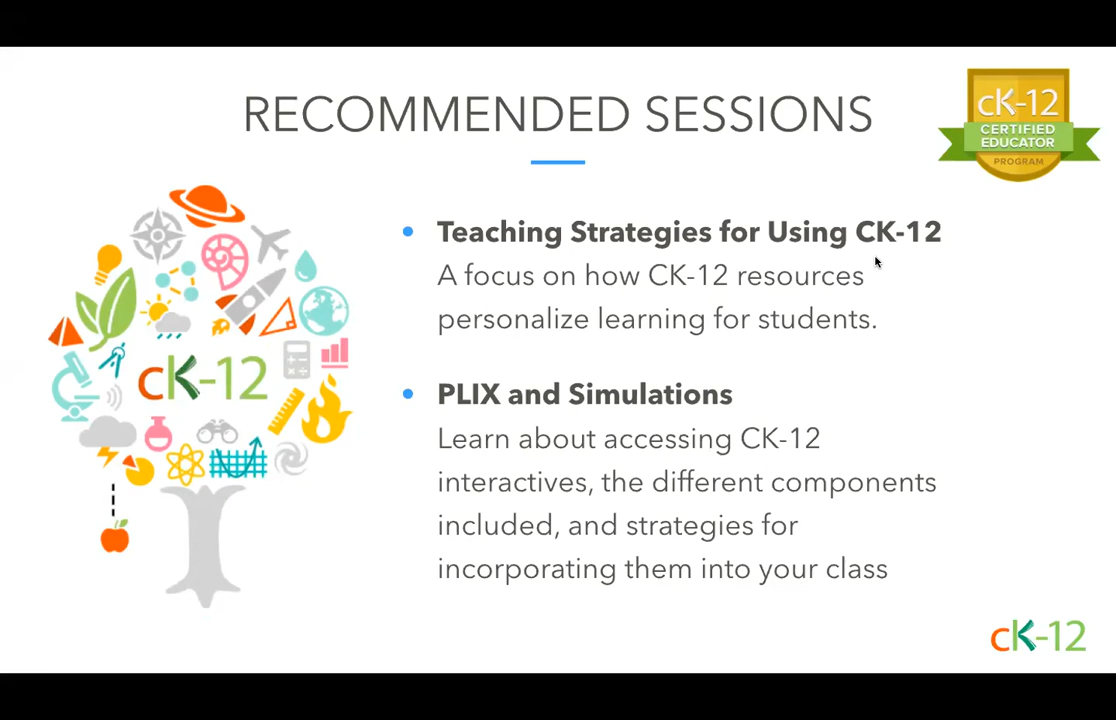 RECOMMENDED SESSIONS
cK-12
CERTIFIED
EDUCATOR
PROGRAM
• Teaching Strategies for Using CK-12
A focus on how CK-12 resources
personalize learning for students.
• PLIX and Simulations
Learn about accessing CK-12
interactives, the different components
included, and strategies for
incorporating them into your class
cK-12
cK-12